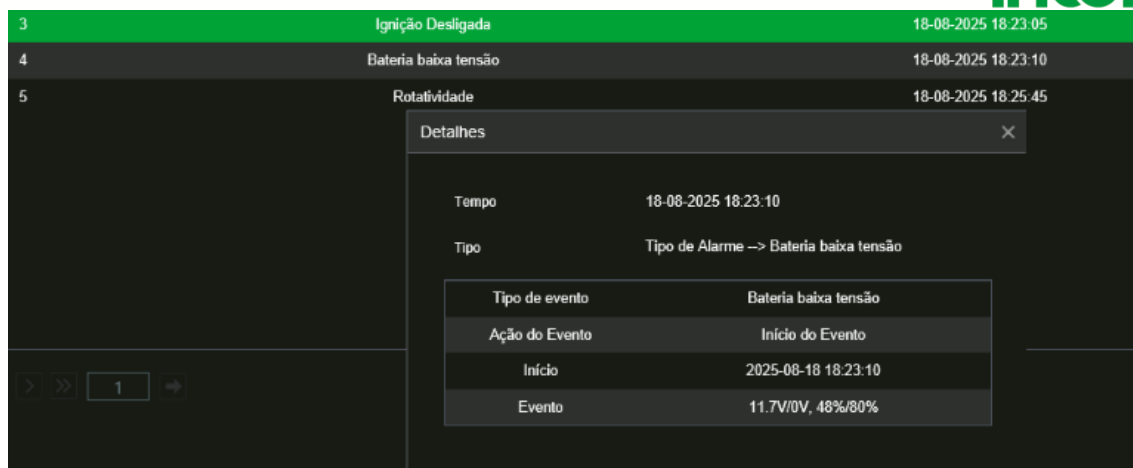 3 Ignição Desligada 18-08-2025 18:23:05
4 Bateria baixa tensão 18-08-2025 18:23:10
5 Rotatividade 18-08-2025 18:25:45
Detalhes ×
Tempo 18-08-2025 18:23:10
Tipo Tipo de Alarme --> Bateria baixa tensão
Tipo de evento Bateria baixa tensão
Ação do Evento Início do Evento
Início 2025-08-18 18:23:10
Evento 11.7V/0V, 48%/80%
1